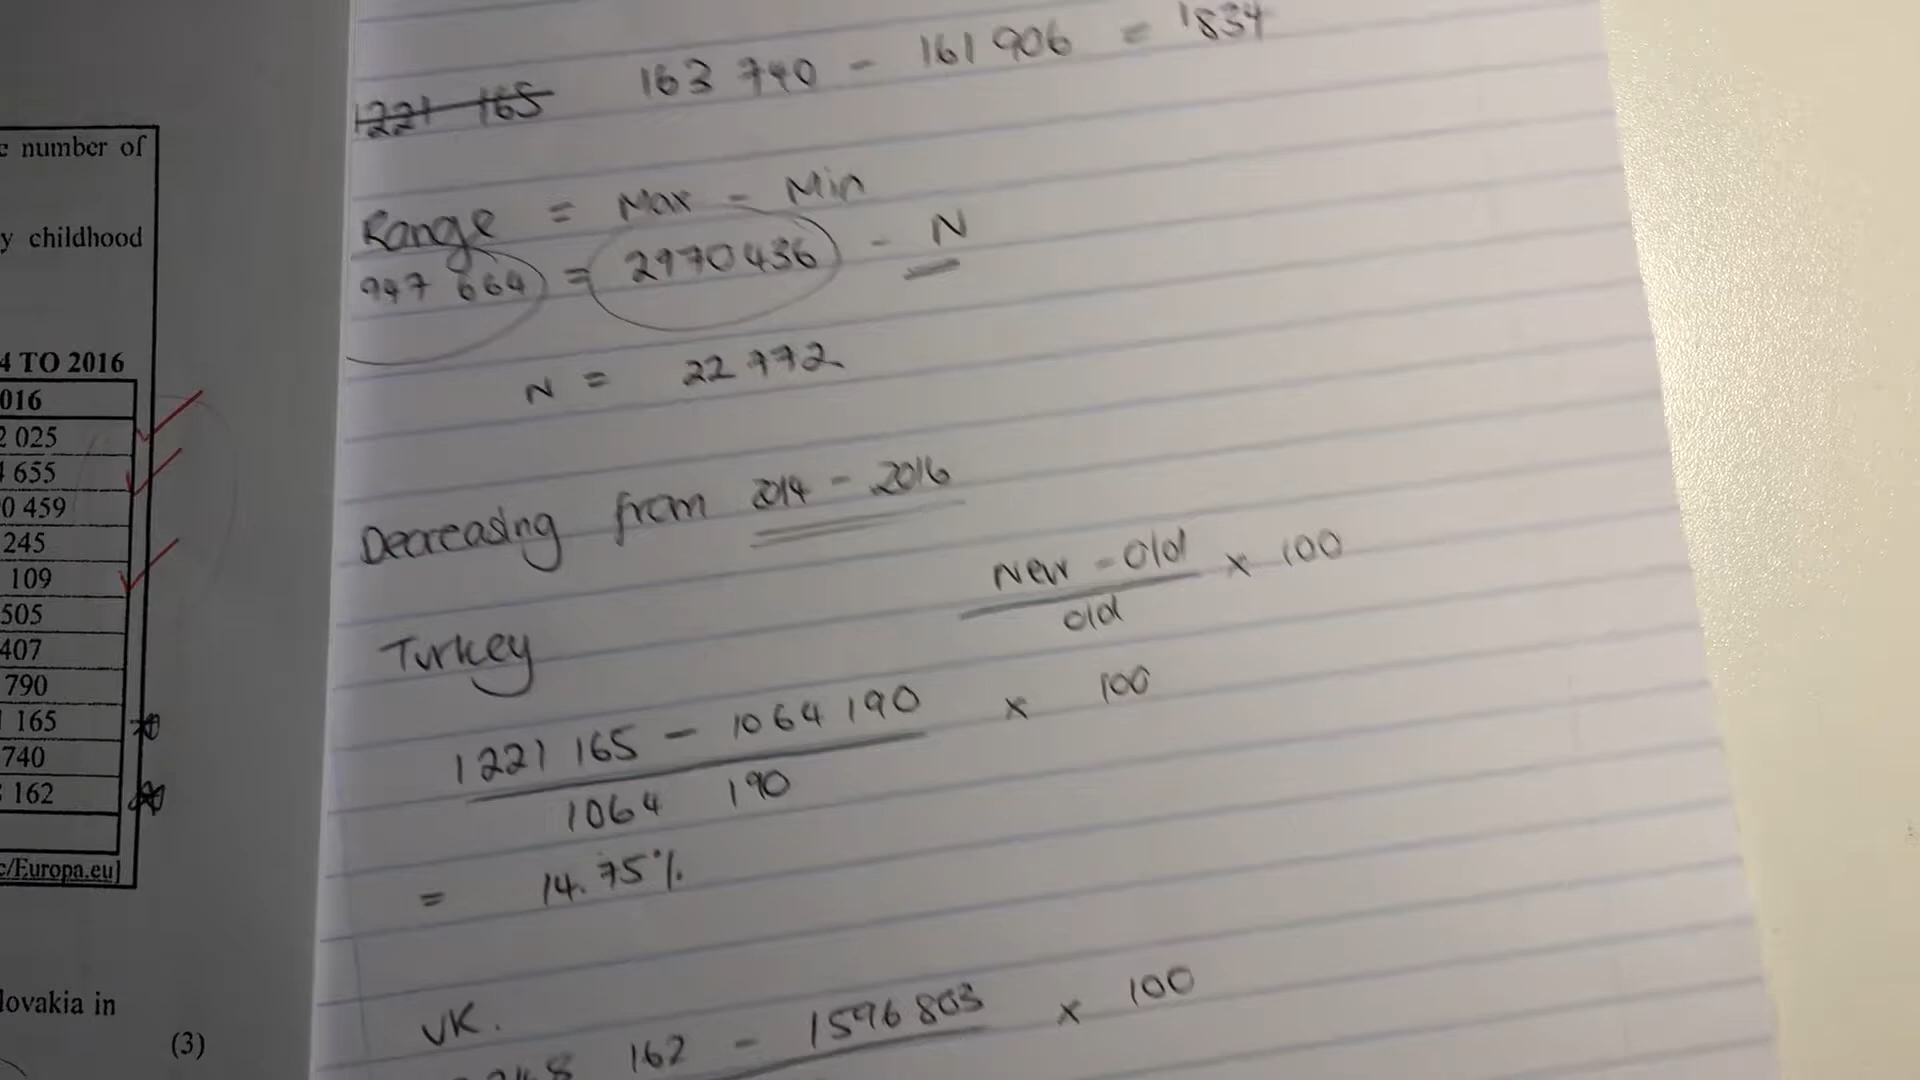 163 740 - 161 906 = 1834
1221 165
Range = Max - Min
947 664 = 2970436 - N
N = 22 772
Decreasing from 2014 - 2016
New - Old x 100
old
Turkey
1221 165 - 1064 190 x 100
1064 190
= 14.75%
UK.
162 - 1596 803 x 100
number of
y childhood
4 TO 2016
016
2 025
655
0 459
245
109
505
407
790
165
740
162
c/Europa.eu]
lovakia in
(3)